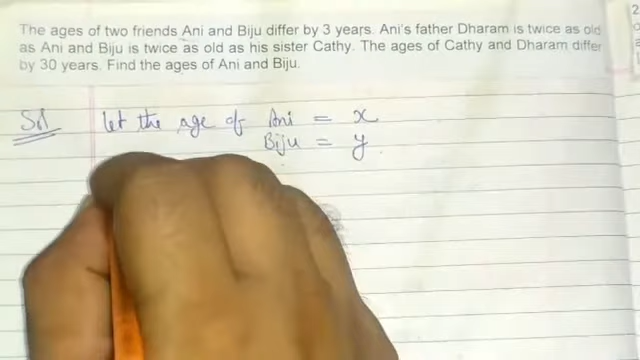 The ages of two friends Ani and Biju differ by 3 years. Ani's father Dharam is twice as old
as Ani and Biju is twice as old as his sister Cathy. The ages of Cathy and Dharam differ
by 30 years. Find the ages of Ani and Biju.
Sol let the age of Ani = x
Biju = y